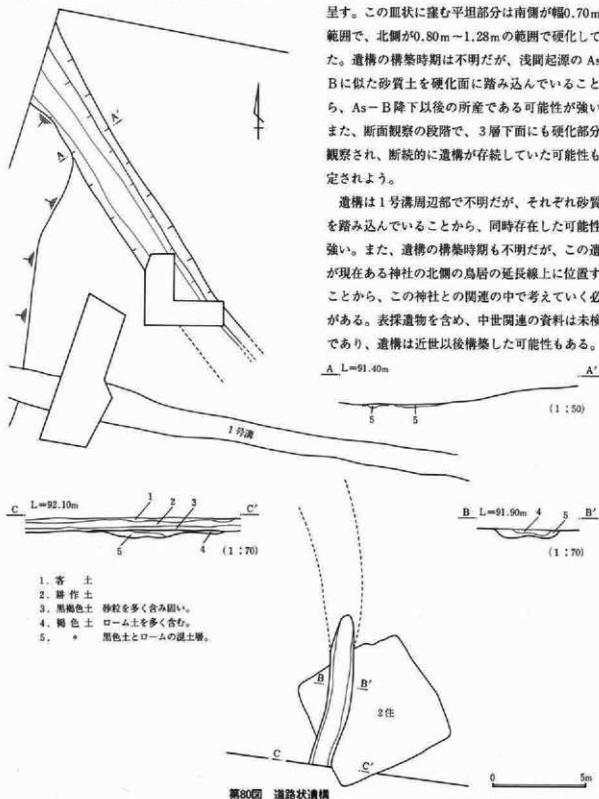 呈す。この皿状に窪む平坦部分は南側が幅0.70m
範囲で、北側が0.80m～1.28mの範囲で硬化して
た。遺構の構築時期は不明だが、浅間起源の As
Bに似た砂質土を硬化面に踏み込んでいること
ら、As－B降下以後の所産である可能性が強い
また、断面観察の段階で、3層下面にも硬化部分
観察され、断続的に遺構が存続していた可能性も
定されよう。
遺構は1号溝周辺部で不明だが、それぞれ砂質
を踏み込んでいることから、同時存在した可能性
強い。また、遺構の構築時期も不明だが、この遺
が現在ある神社の北側の鳥居の延長線上に位置す
ことから、この神社との関連の中で考えていく必
がある。表採遺物を含め、中世関連の資料は未検
であり、遺構は近世以後構築した可能性もある。
A'
A
A L=91.40m A'
5 5 (1：50)
1号溝
C L=92.10m 1 2 3 C'
5 4 (1：70)
B L=91.90m 4 5 B'
(1：70)
1. 客 土
2. 耕 作 土
3. 黒褐色土 砂粒を多く含み固い。
4. 褐 色 土 ローム土を多く含む。
5. 〃 黒色土とロームの混土層。
B B'
2住
C C'
0 5m
第80図 道路状遺構